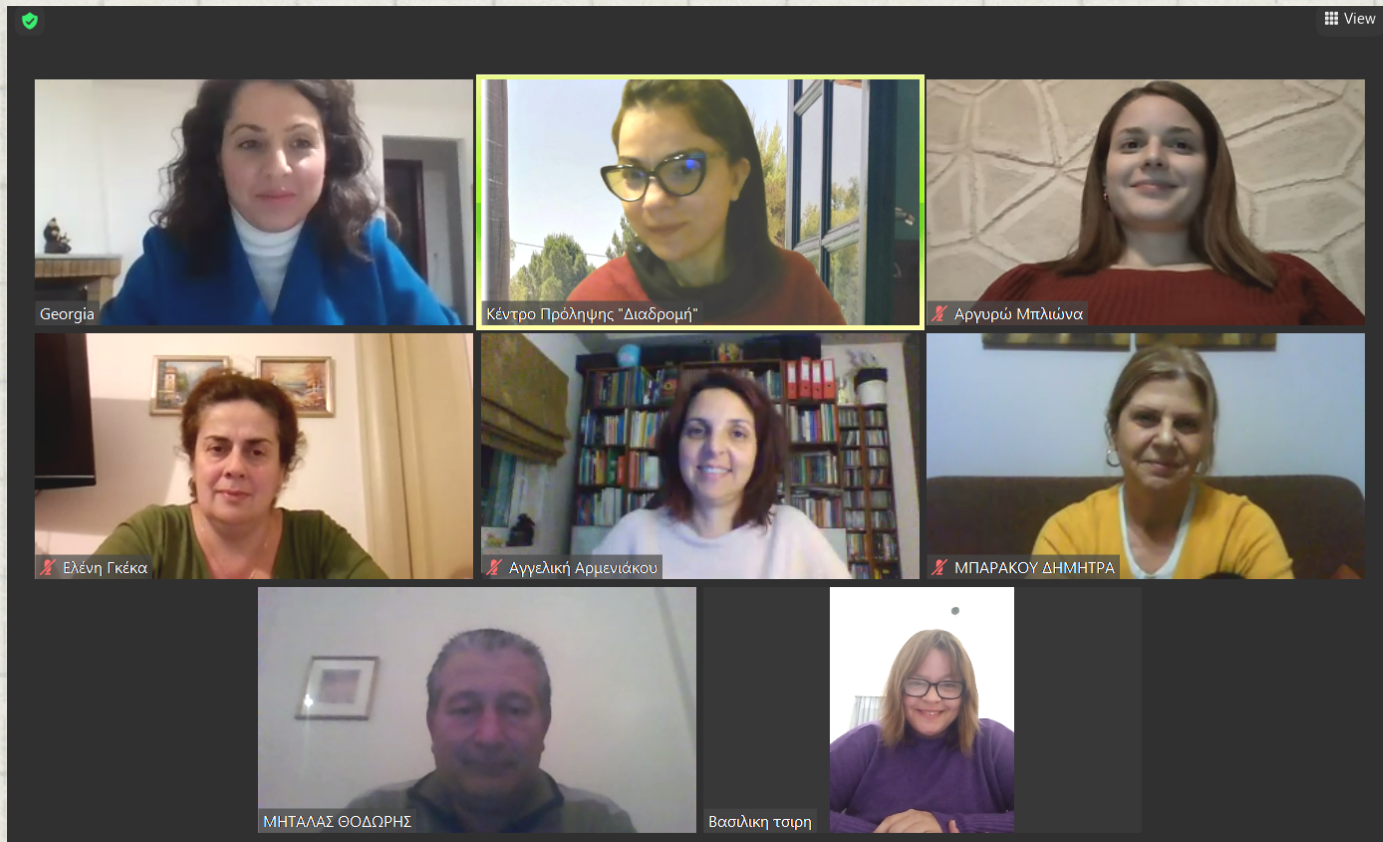 View
Georgia
Κέντρο Πρόληψης "Διαδρομή"
Αργυρώ Μπλιώνα
Ελένη Γκέκα
Αγγελική Αρμενιάκου
ΜΠΑΡΑΚΟΥ ΔΗΜΗΤΡΑ
ΜΗΤΑΛΑΣ ΘΟΔΩΡΗΣ
Βασιλικη τσιρη